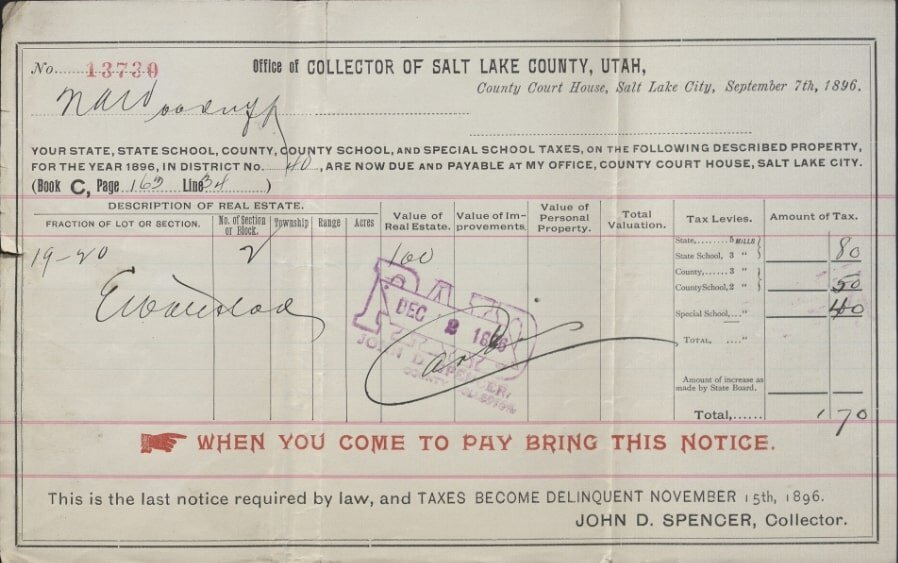 No. 13730
Office of COLLECTOR OF SALT LAKE COUNTY, UTAH,
County Court House, Salt Lake City, September 7th, 1896.
YOUR STATE, STATE SCHOOL, COUNTY, COUNTY SCHOOL, AND SPECIAL SCHOOL TAXES, ON THE FOLLOWING DESCRIBED PROPERTY,
FOR THE YEAR 1896, IN DISTRICT No. 40, ARE NOW DUE AND PAYABLE AT MY OFFICE, COUNTY COURT HOUSE, SALT LAKE CITY.
(Book C, Page 163 Line 34)
DESCRIPTION OF REAL ESTATE.
FRACTION OF LOT OR SECTION. No. of Section or Block. Township Range Acres Value of Real Estate. Value of Improvements. Value of Personal Property. Total Valuation. Tax Levies. Amount of Tax.
19-20 2 100
State,........5 MILLS
State School, 3 " 80
County,......3 "
County School, 2 " 50
Special School,...." 40
TOTAL, ...."
Amount of increase as
made by State Board.
Total,...... 1 70
PAID
DEC 2 1896
JOHN D. SPENCER,
COUNTY COLLECTOR
WHEN YOU COME TO PAY BRING THIS NOTICE.
This is the last notice required by law, and TAXES BECOME DELINQUENT NOVEMBER 15th, 1896.
JOHN D. SPENCER, Collector.